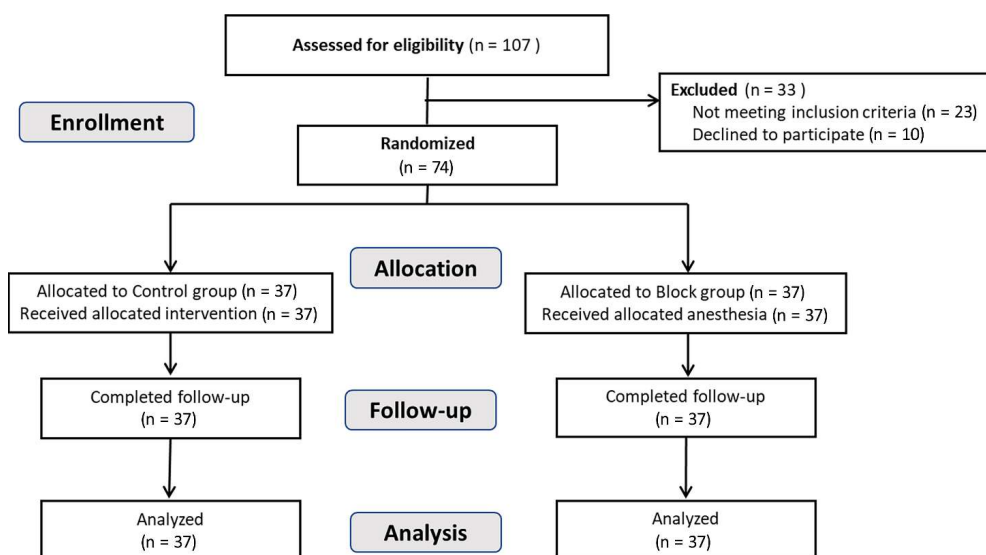 Assessed for eligibility (n = 107 )
Excluded (n = 33 )
Not meeting inclusion criteria (n = 23)
Declined to participate (n = 10)
Enrollment
Randomized
(n = 74)
Allocation
Allocated to Control group (n = 37)
Received allocated intervention (n = 37)
Allocated to Block group (n = 37)
Received allocated anesthesia (n = 37)
Completed follow-up
(n = 37)
Follow-up
Completed follow-up
(n = 37)
Analyzed
(n = 37)
Analysis
Analyzed
(n = 37)